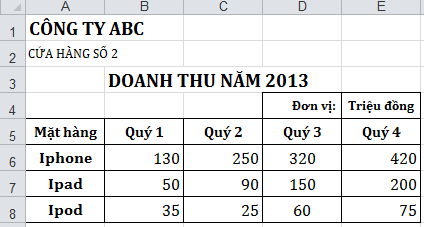 A B C D E
1 CÔNG TY ABC
2 CỬA HÀNG SỐ 2
3 DOANH THU NĂM 2013
4 Đơn vị: Triệu đồng
5 Mặt hàng Quý 1 Quý 2 Quý 3 Quý 4
6 Iphone 130 250 320 420
7 Ipad 50 90 150 200
8 Ipod 35 25 60 75